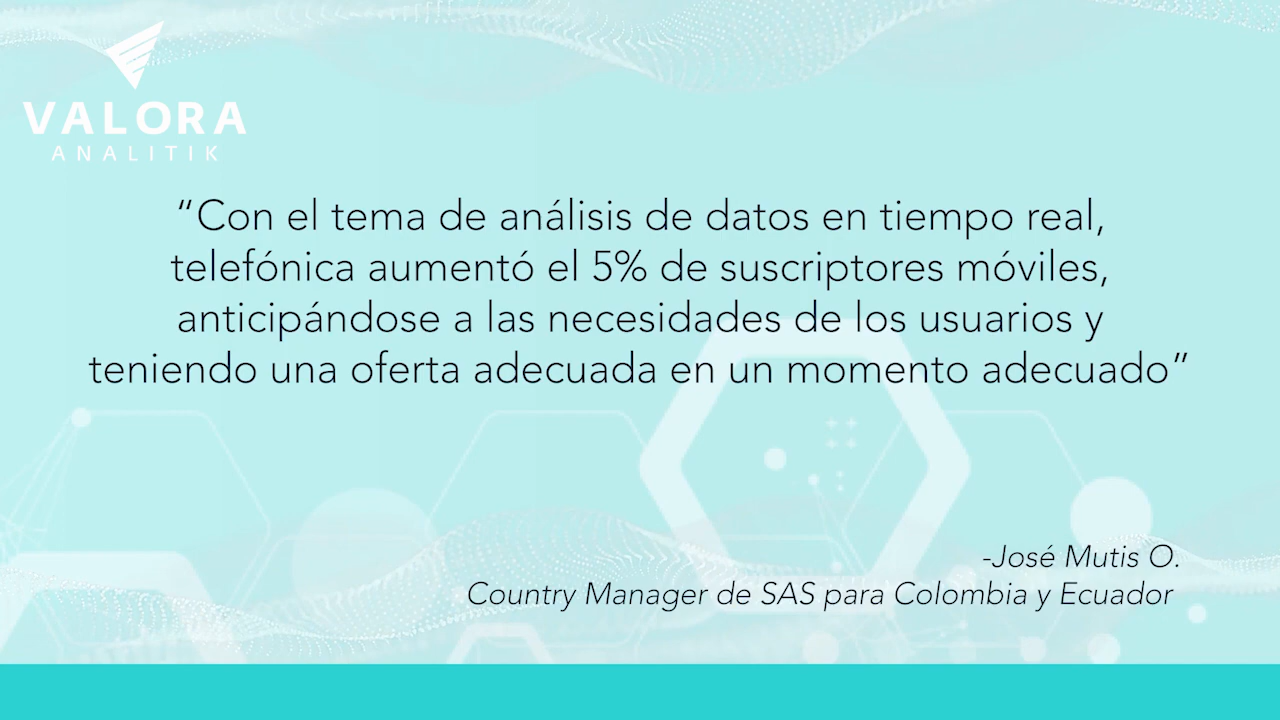 VALORA
ANALITIK
“Con el tema de análisis de datos en tiempo real,
telefónica aumentó el 5% de suscriptores móviles,
anticipándose a las necesidades de los usuarios y
teniendo una oferta adecuada en un momento adecuado”
-José Mutis O.
Country Manager de SAS para Colombia y Ecuador